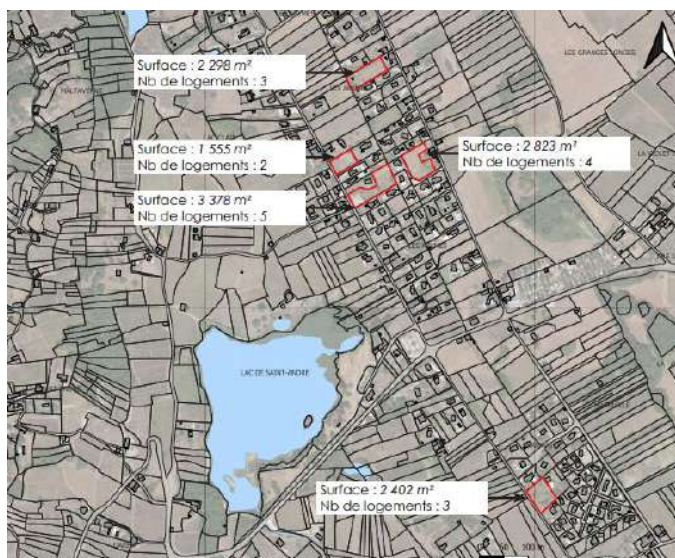 Surface : 2 298 m²
Nb de logements : 3
Surface : 1 555 m²
Nb de logements : 2
Surface : 2 823 m²
Nb de logements : 4
Surface : 3 378 m²
Nb de logements : 5
LAC DE SAINT-ANDRE
Surface : 2 402 m²
Nb de logements : 3